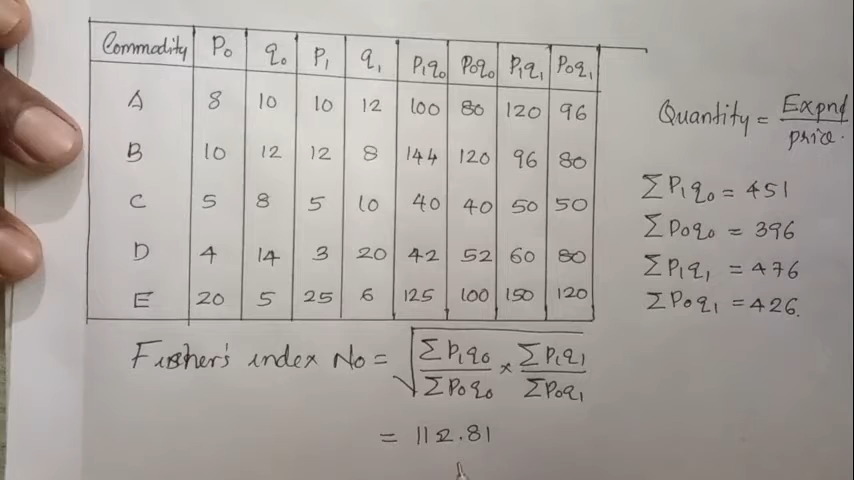 Commodity P0 q0 P1 q1 P1q0 P0q0 P1q1 P0q1
A 8 10 10 12 100 80 120 96
B 10 12 12 8 144 120 96 80
C 5 8 5 10 40 40 50 50
D 4 14 3 20 42 52 60 80
E 20 5 25 6 125 100 150 120
Quantity = Expnd / price.
ΣP1q0 = 451
ΣP0q0 = 396
ΣP1q1 = 476
ΣP0q1 = 426.
Fisher's index No = √(ΣP1q0 / ΣP0q0 × ΣP1q1 / ΣP0q1)
= 112.81